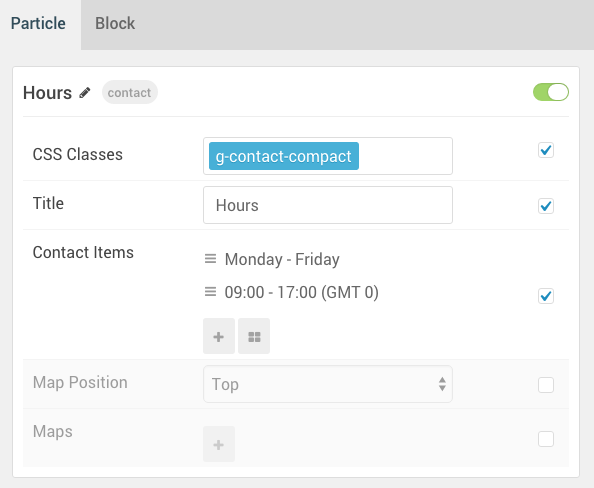 Particle Block
Hours contact
CSS Classes g-contact-compact
Title Hours
Contact Items Monday - Friday
09:00 - 17:00 (GMT 0)
Map Position Top
Maps